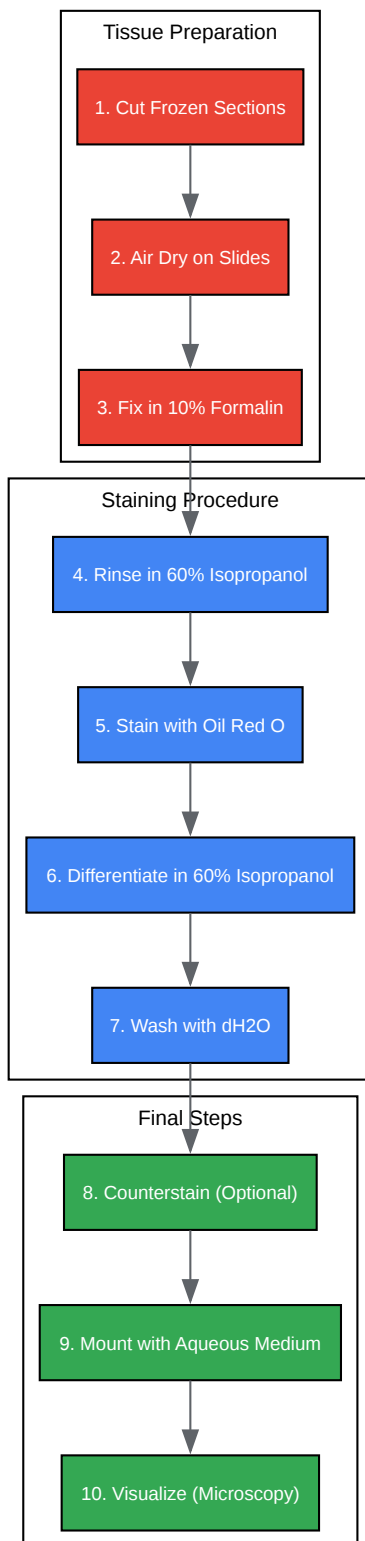 Tissue Preparation
1. Cut Frozen Sections
2. Air Dry on Slides
3. Fix in 10% Formalin
Staining Procedure
4. Rinse in 60% Isopropanol
5. Stain with Oil Red O
6. Differentiate in 60% Isopropanol
7. Wash with dH2O
Final Steps
8. Counterstain (Optional)
9. Mount with Aqueous Medium
10. Visualize (Microscopy)